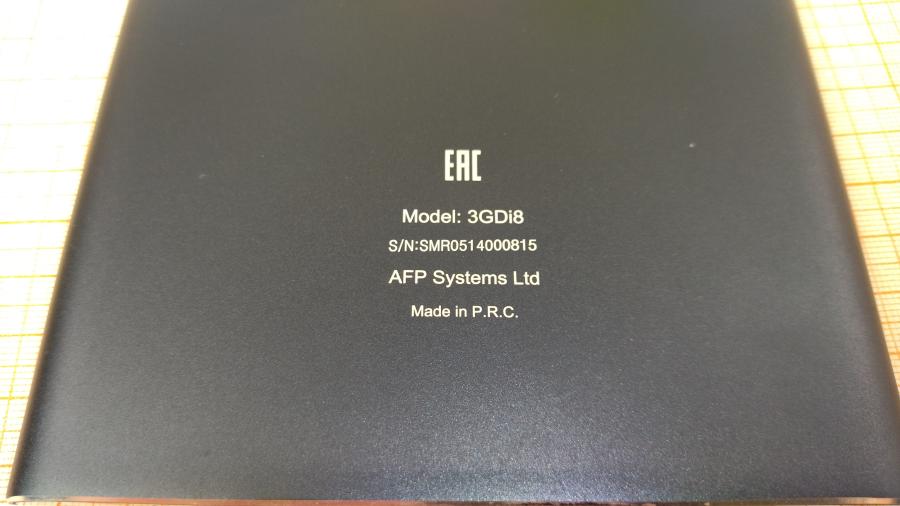 EAC
Model: 3GDi8
S/N:SMR0514000815
AFP Systems Ltd
Made in P.R.C.